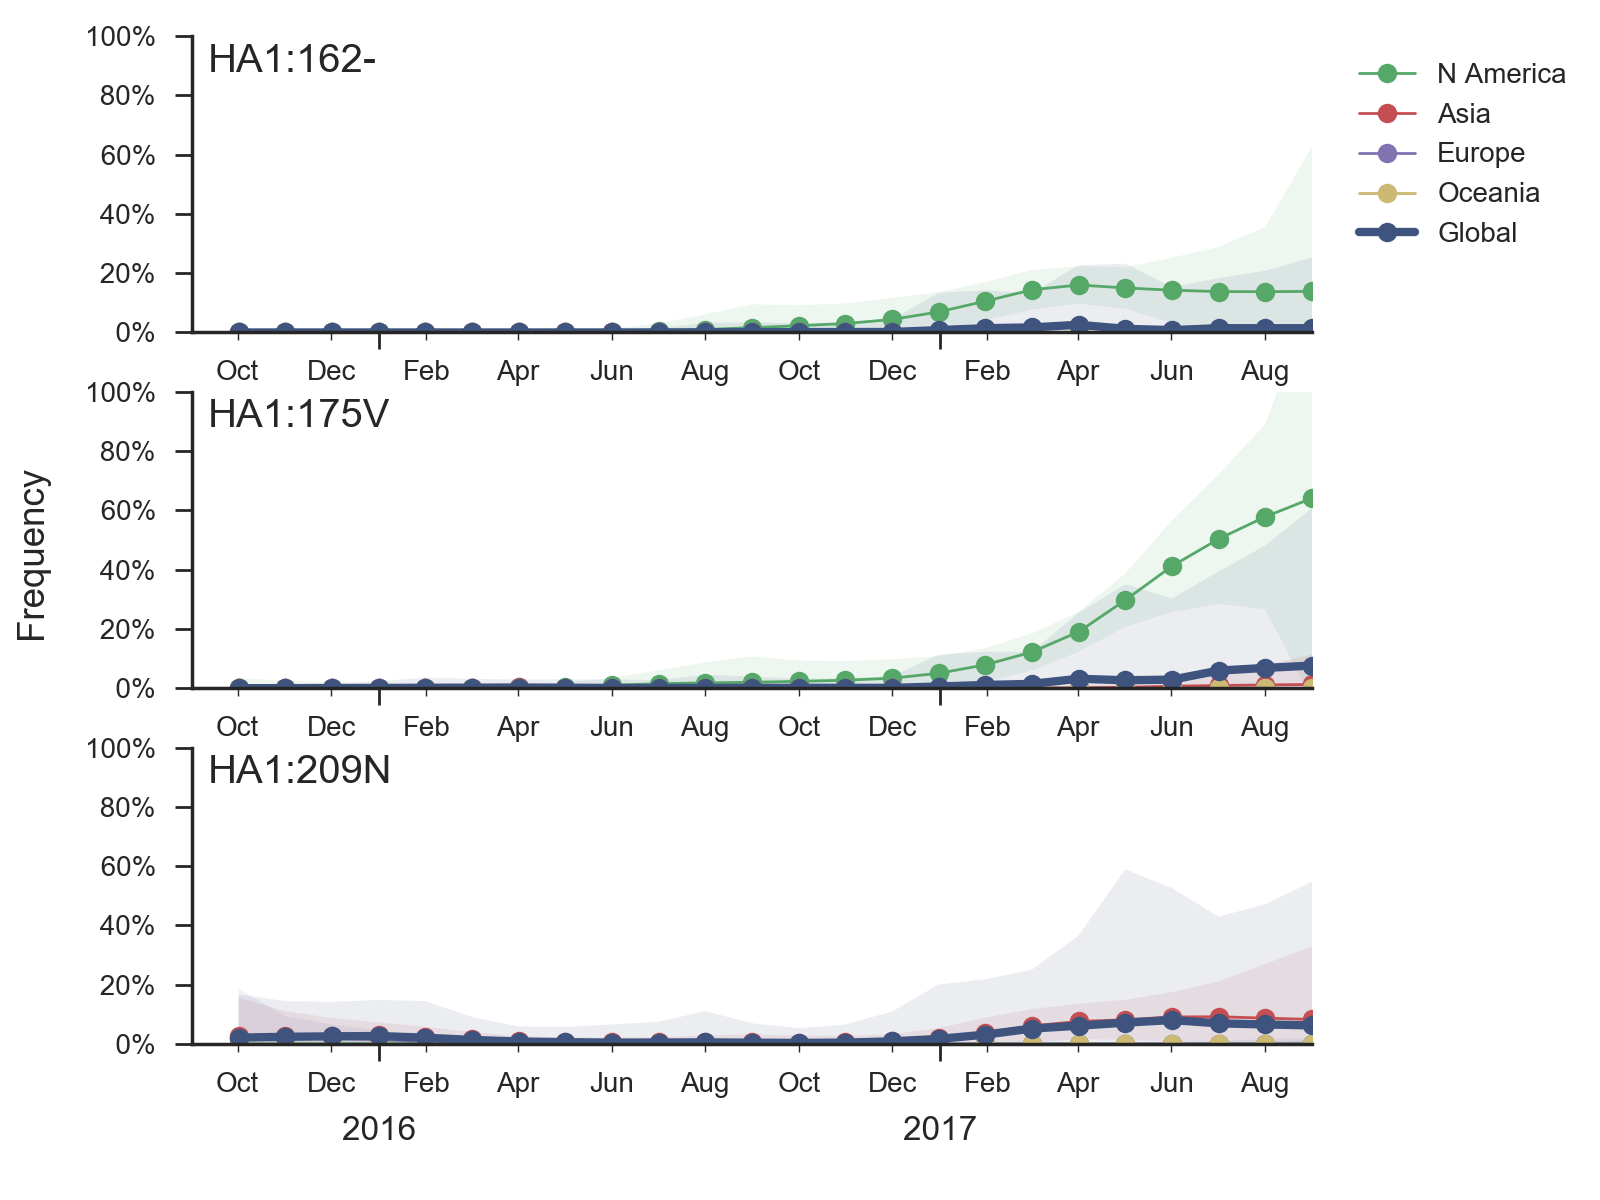 HA1:162-
100%
80%
60%
40%
20%
0%
Oct Dec Feb Apr Jun Aug Oct Dec Feb Apr Jun Aug
N America
Asia
Europe
Oceania
Global
Frequency
HA1:175V
100%
80%
60%
40%
20%
0%
Oct Dec Feb Apr Jun Aug Oct Dec Feb Apr Jun Aug
HA1:209N
100%
80%
60%
40%
20%
0%
Oct Dec Feb Apr Jun Aug Oct Dec Feb Apr Jun Aug
2016 2017